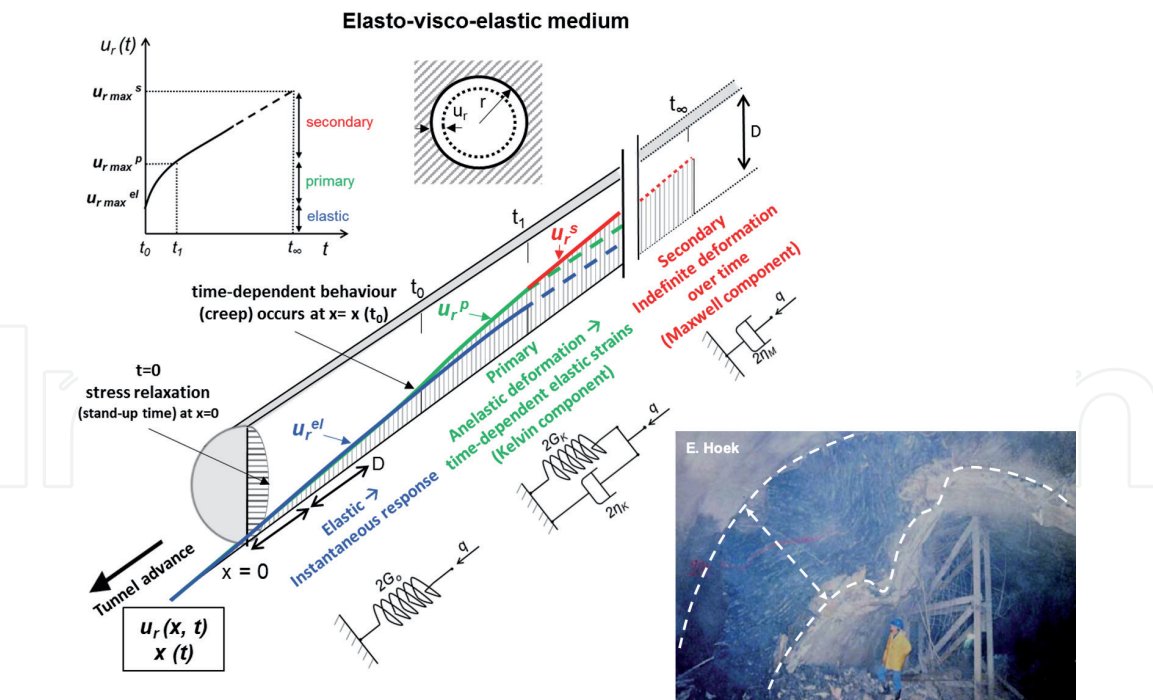 Elasto-visco-elastic medium
u_r (t)
u_r max^s
u_r max^p
u_r max^el
secondary
primary
elastic
t_0
t_1
t_∞
t
u_r
r
t_∞
D
t_1
u_r^s
t_0
u_r^p
time-dependent behaviour
(creep) occurs at x= x (t_0)
Secondary
Indefinite deformation
over time
(Maxwell component)
q
2η_M
t=0
stress relaxation
(stand-up time) at x=0
u_r^el
Primary
Anelastic deformation →
time-dependent elastic strains
(Kelvin component)
q
2G_K
2η_K
D
Elastic →
Instantaneous response
x = 0
Tunnel advance
q
2G_o
u_r (x, t)
x (t)
E. Hoek